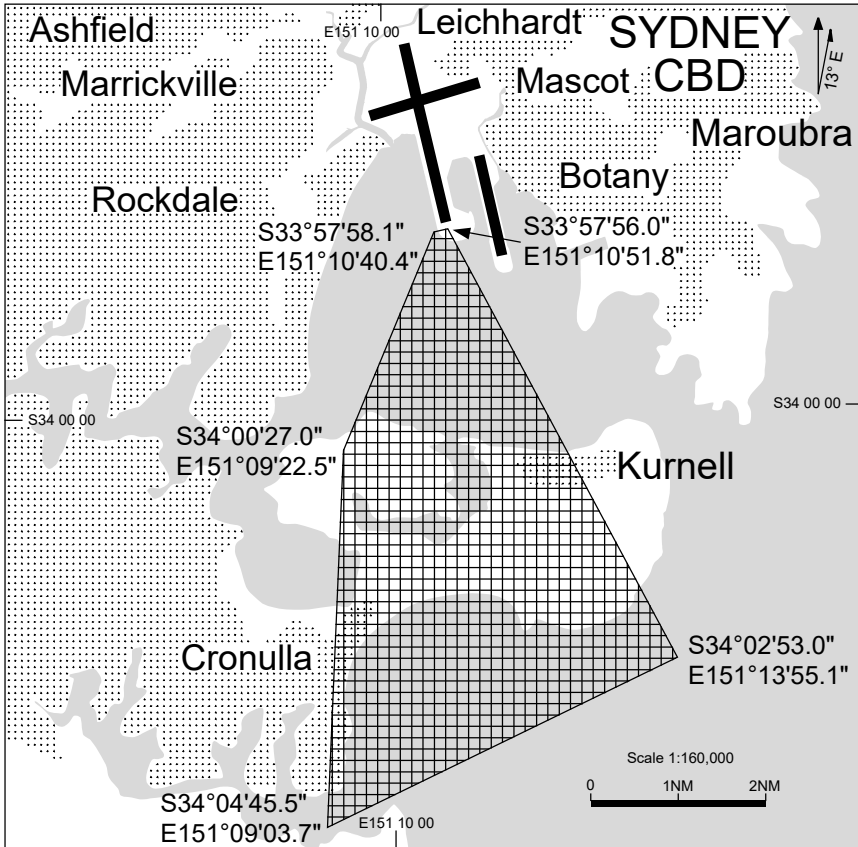 E151 10 00
Leichhardt
SYDNEY
CBD
13° E
Ashfield
Marrickville
Mascot
Maroubra
Botany
Rockdale
S33°57'58.1"
E151°10'40.4"
S33°57'56.0"
E151°10'51.8"
S34 00 00
S34 00 00
S34°00'27.0"
E151°09'22.5"
Kurnell
Cronulla
S34°02'53.0"
E151°13'55.1"
Scale 1:160,000
0 1NM 2NM
S34°04'45.5"
E151°09'03.7"
E151 10 00